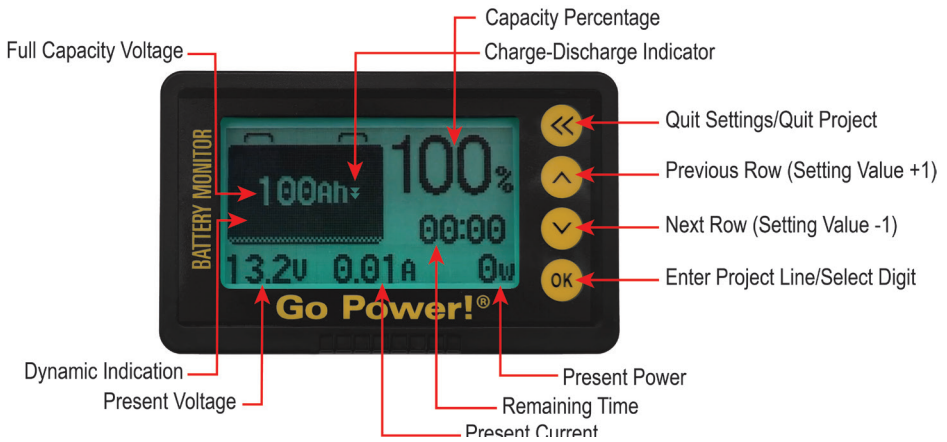 Capacity Percentage
Full Capacity Voltage
Charge-Discharge Indicator
BATTERY MONITOR
100%
100Ah
00:00
13.2V 0.01A 0W
Go Power!®
OK
Quit Settings/Quit Project
Previous Row (Setting Value +1)
Next Row (Setting Value -1)
Enter Project Line/Select Digit
Dynamic Indication
Present Voltage
Present Power
Remaining Time
Present Current